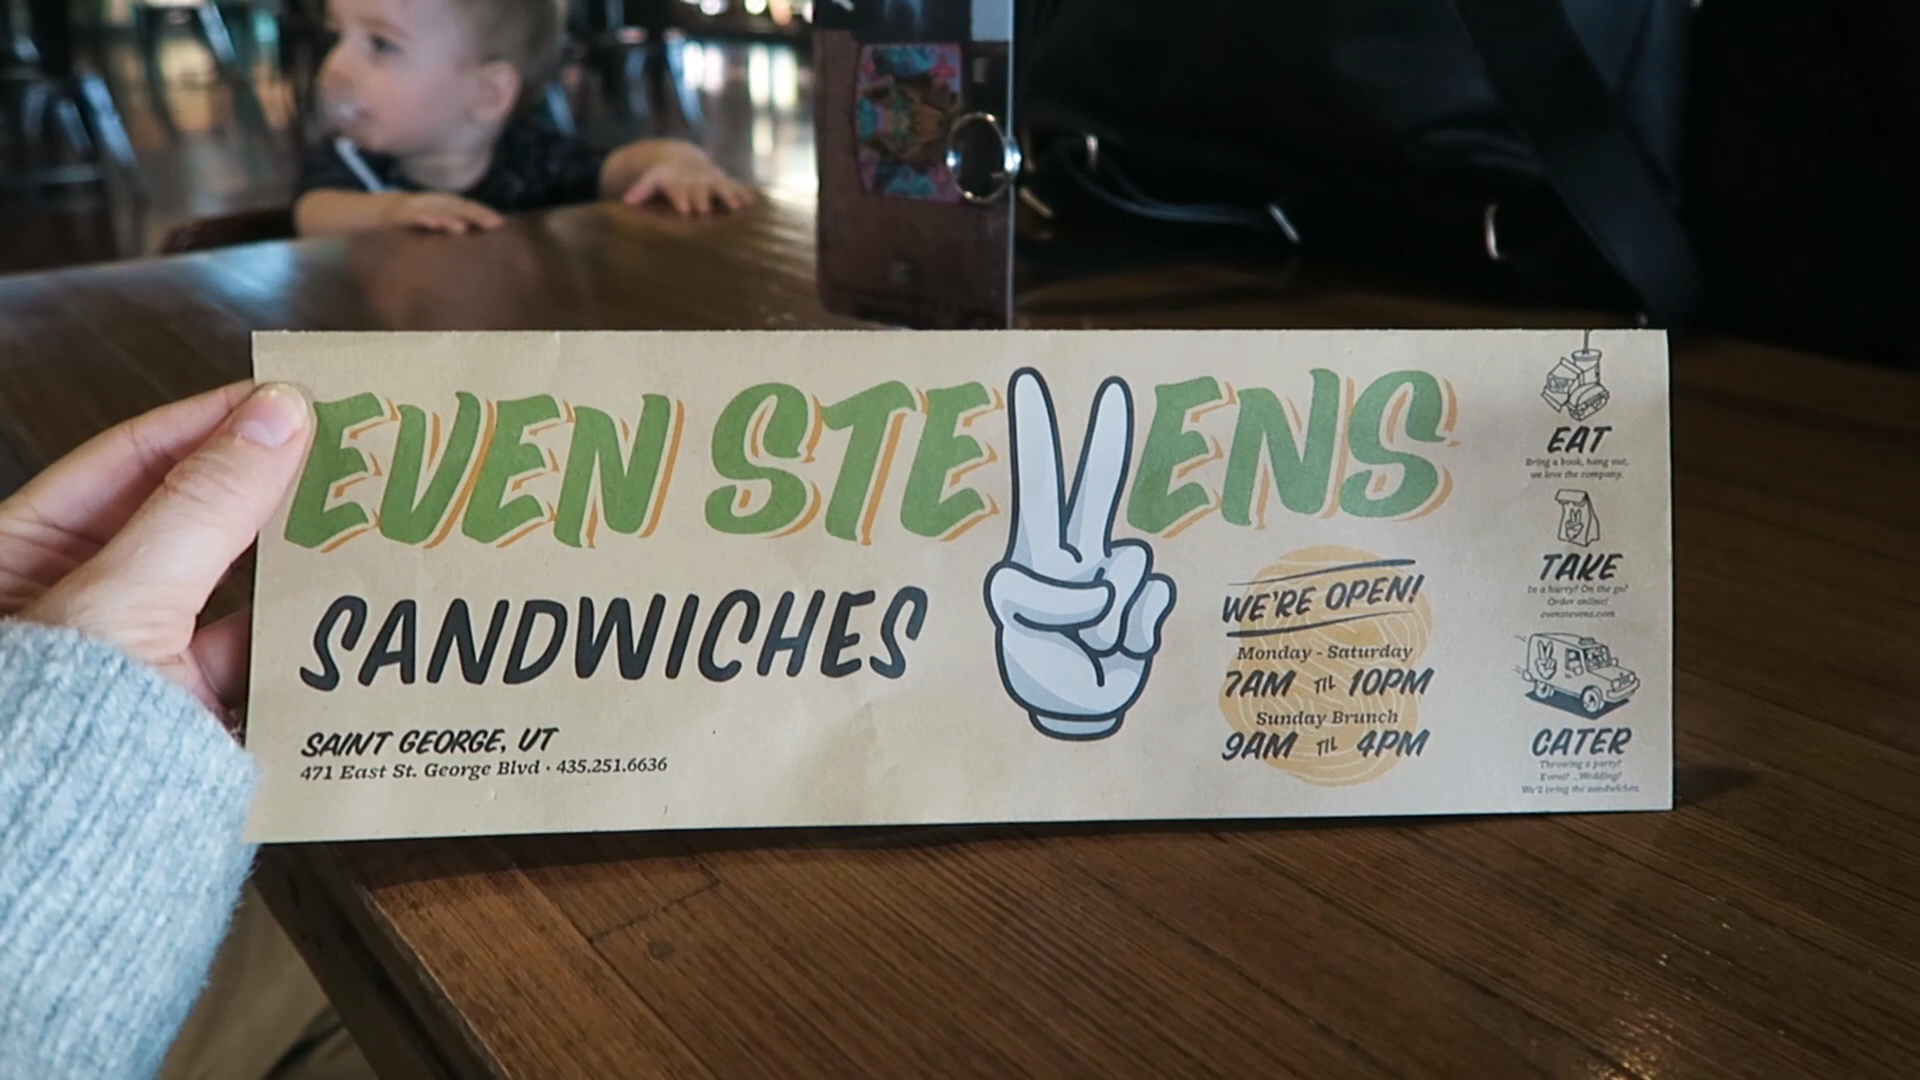 EVEN STEVENS
SANDWICHES
SAINT GEORGE, UT
471 East St. George Blvd · 435.251.6636
WE'RE OPEN!
Monday - Saturday
7AM TIL 10PM
Sunday Brunch
9AM TIL 4PM
EAT
Bring a book, hang out,
we love the company.
TAKE
In a hurry? On the go?
Order online!
evenstevens.com
CATER
Throwing a party?
Event? ...Wedding?
We'll bring the sandwiches.